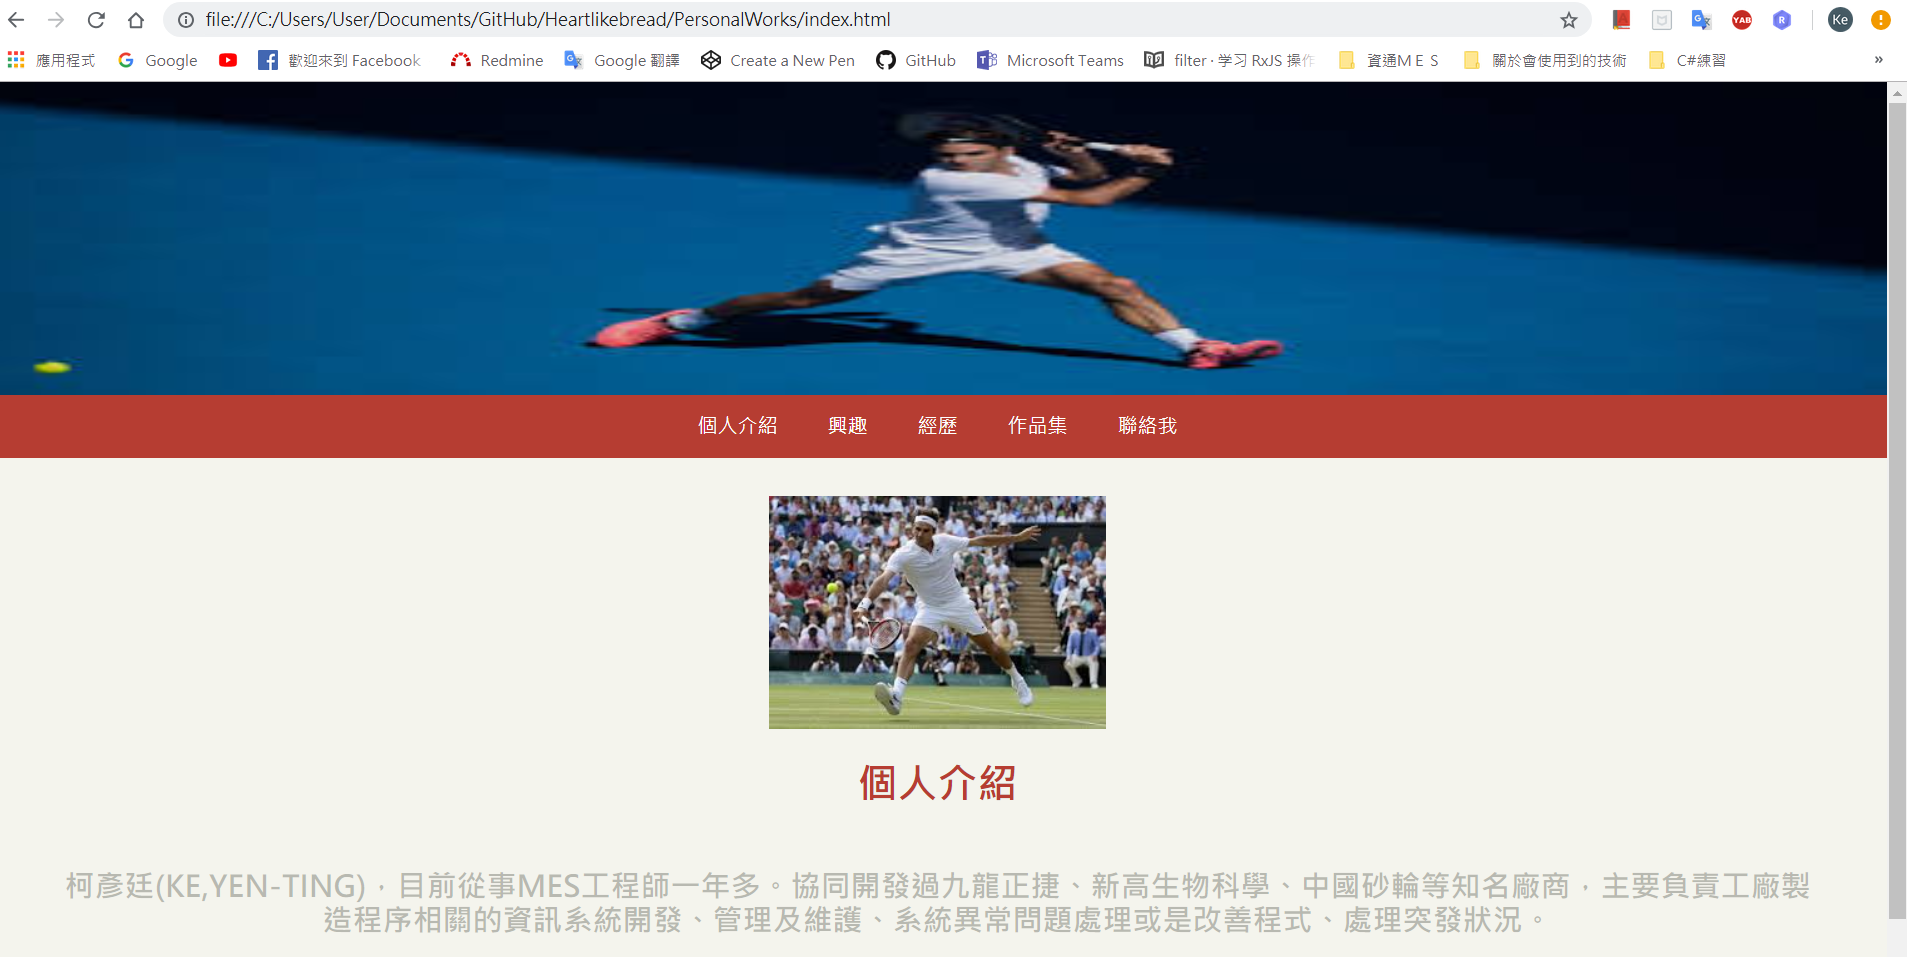 file:///C:/Users/User/Documents/GitHub/Heartlikebread/PersonalWorks/index.html
YAB R Ke
應用程式 Google 歡迎來到 Facebook Redmine Google 翻譯 Create a New Pen GitHub Microsoft Teams filter · 学习 RxJS 操作 資通ＭＥＳ 關於會使用到的技術 C#練習 »
個人介紹 興趣 經歷 作品集 聯絡我
個人介紹
柯彥廷(KE,YEN-TING)，目前從事MES工程師一年多。協同開發過九龍正捷、新高生物科學、中國砂輪等知名廠商，主要負責工廠製
造程序相關的資訊系統開發、管理及維護、系統異常問題處理或是改善程式、處理突發狀況。